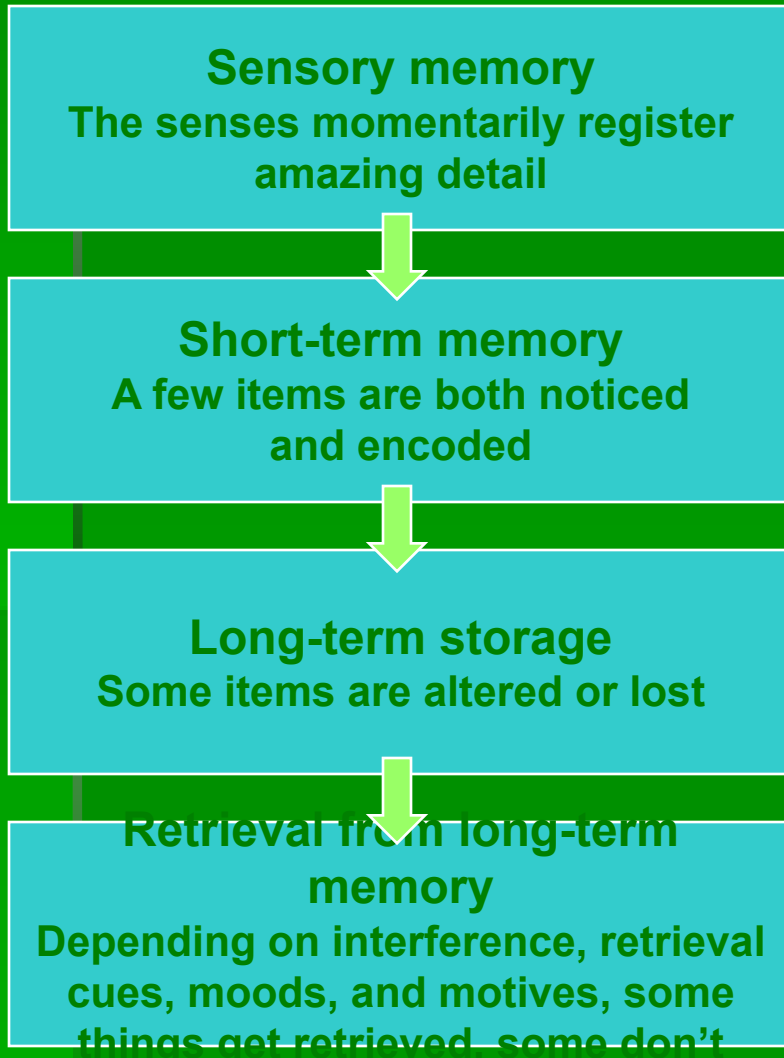 Sensory memory
The senses momentarily register
amazing detail
Short-term memory
A few items are both noticed
and encoded
Long-term storage
Some items are altered or lost
Retrieval from long-term
memory
Depending on interference, retrieval
cues, moods, and motives, some
things get retrieved, some don’t